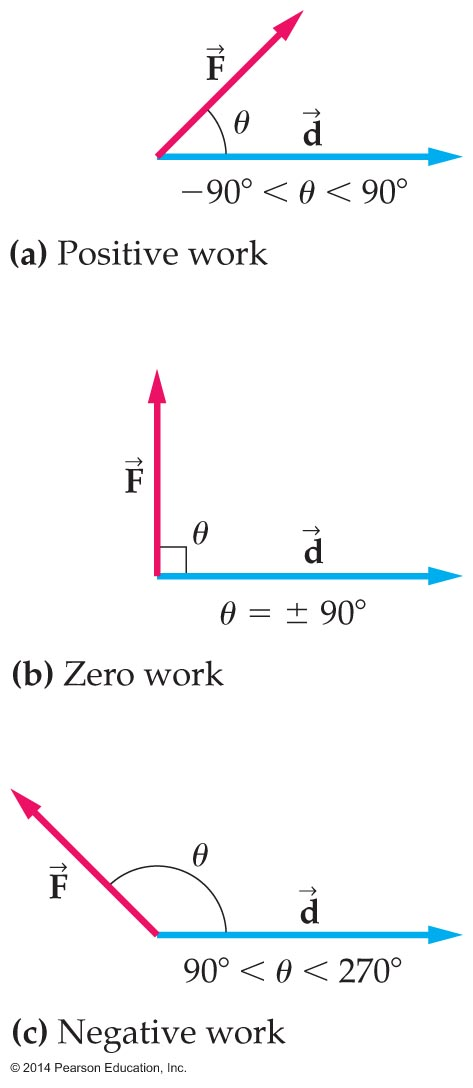 F⃗
θ
d⃗
−90° < θ < 90°
(a) Positive work
F⃗
θ
d⃗
θ = ± 90°
(b) Zero work
θ
F⃗
d⃗
90° < θ < 270°
(c) Negative work
© 2014 Pearson Education, Inc.